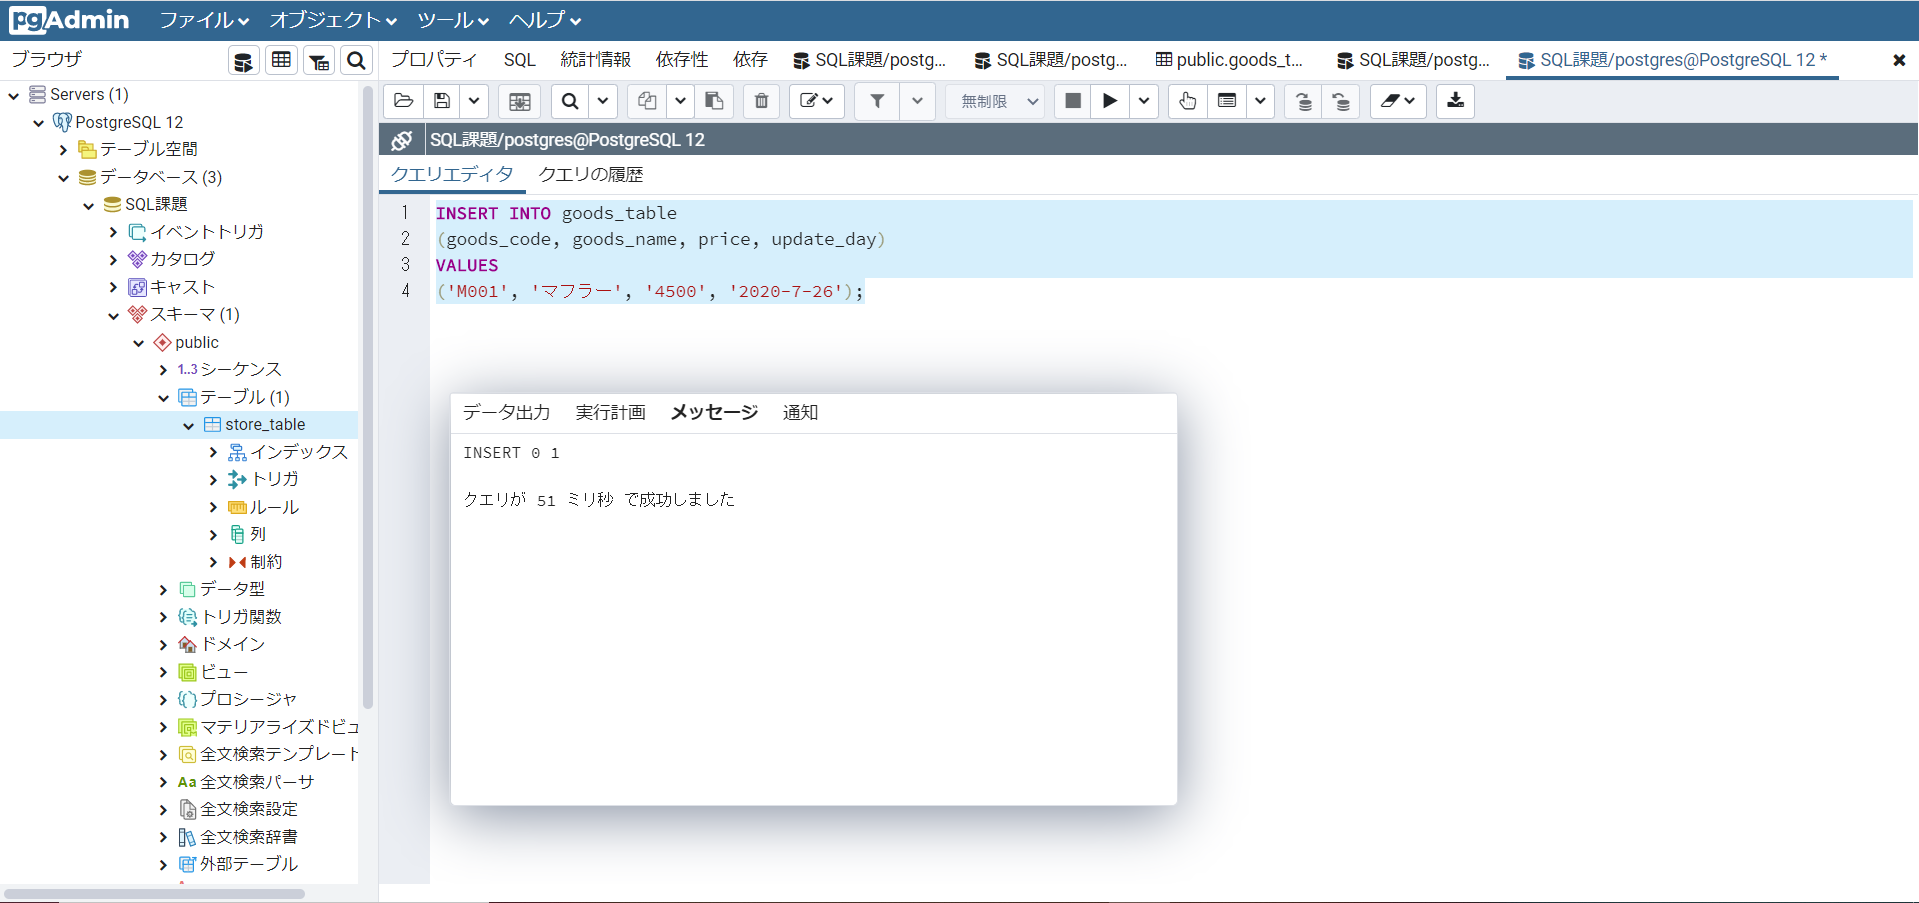 pgAdmin ファイル オブジェクト ツール ヘルプ
ブラウザ
プロパティ SQL 統計情報 依存性 依存 SQL課題/postg... SQL課題/postg... public.goods_t... SQL課題/postg... SQL課題/postgres@PostgreSQL 12 *
無制限
SQL課題/postgres@PostgreSQL 12
クエリエディタ クエリの履歴
Servers (1)
PostgreSQL 12
テーブル空間
データベース (3)
SQL課題
イベントトリガ
カタログ
キャスト
スキーマ (1)
public
1..3 シーケンス
テーブル (1)
store_table
インデックス
トリガ
ルール
列
制約
データ型
トリガ関数
ドメイン
ビュー
プロシージャ
マテリアライズドビュ
全文検索テンプレート
Aa 全文検索パーサ
全文検索設定
全文検索辞書
外部テーブル
1 INSERT INTO goods_table
2 (goods_code, goods_name, price, update_day)
3 VALUES
4 ('M001', 'マフラー', '4500', '2020-7-26');
データ出力 実行計画 メッセージ 通知
INSERT 0 1
クエリが 51 ミリ秒 で成功しました